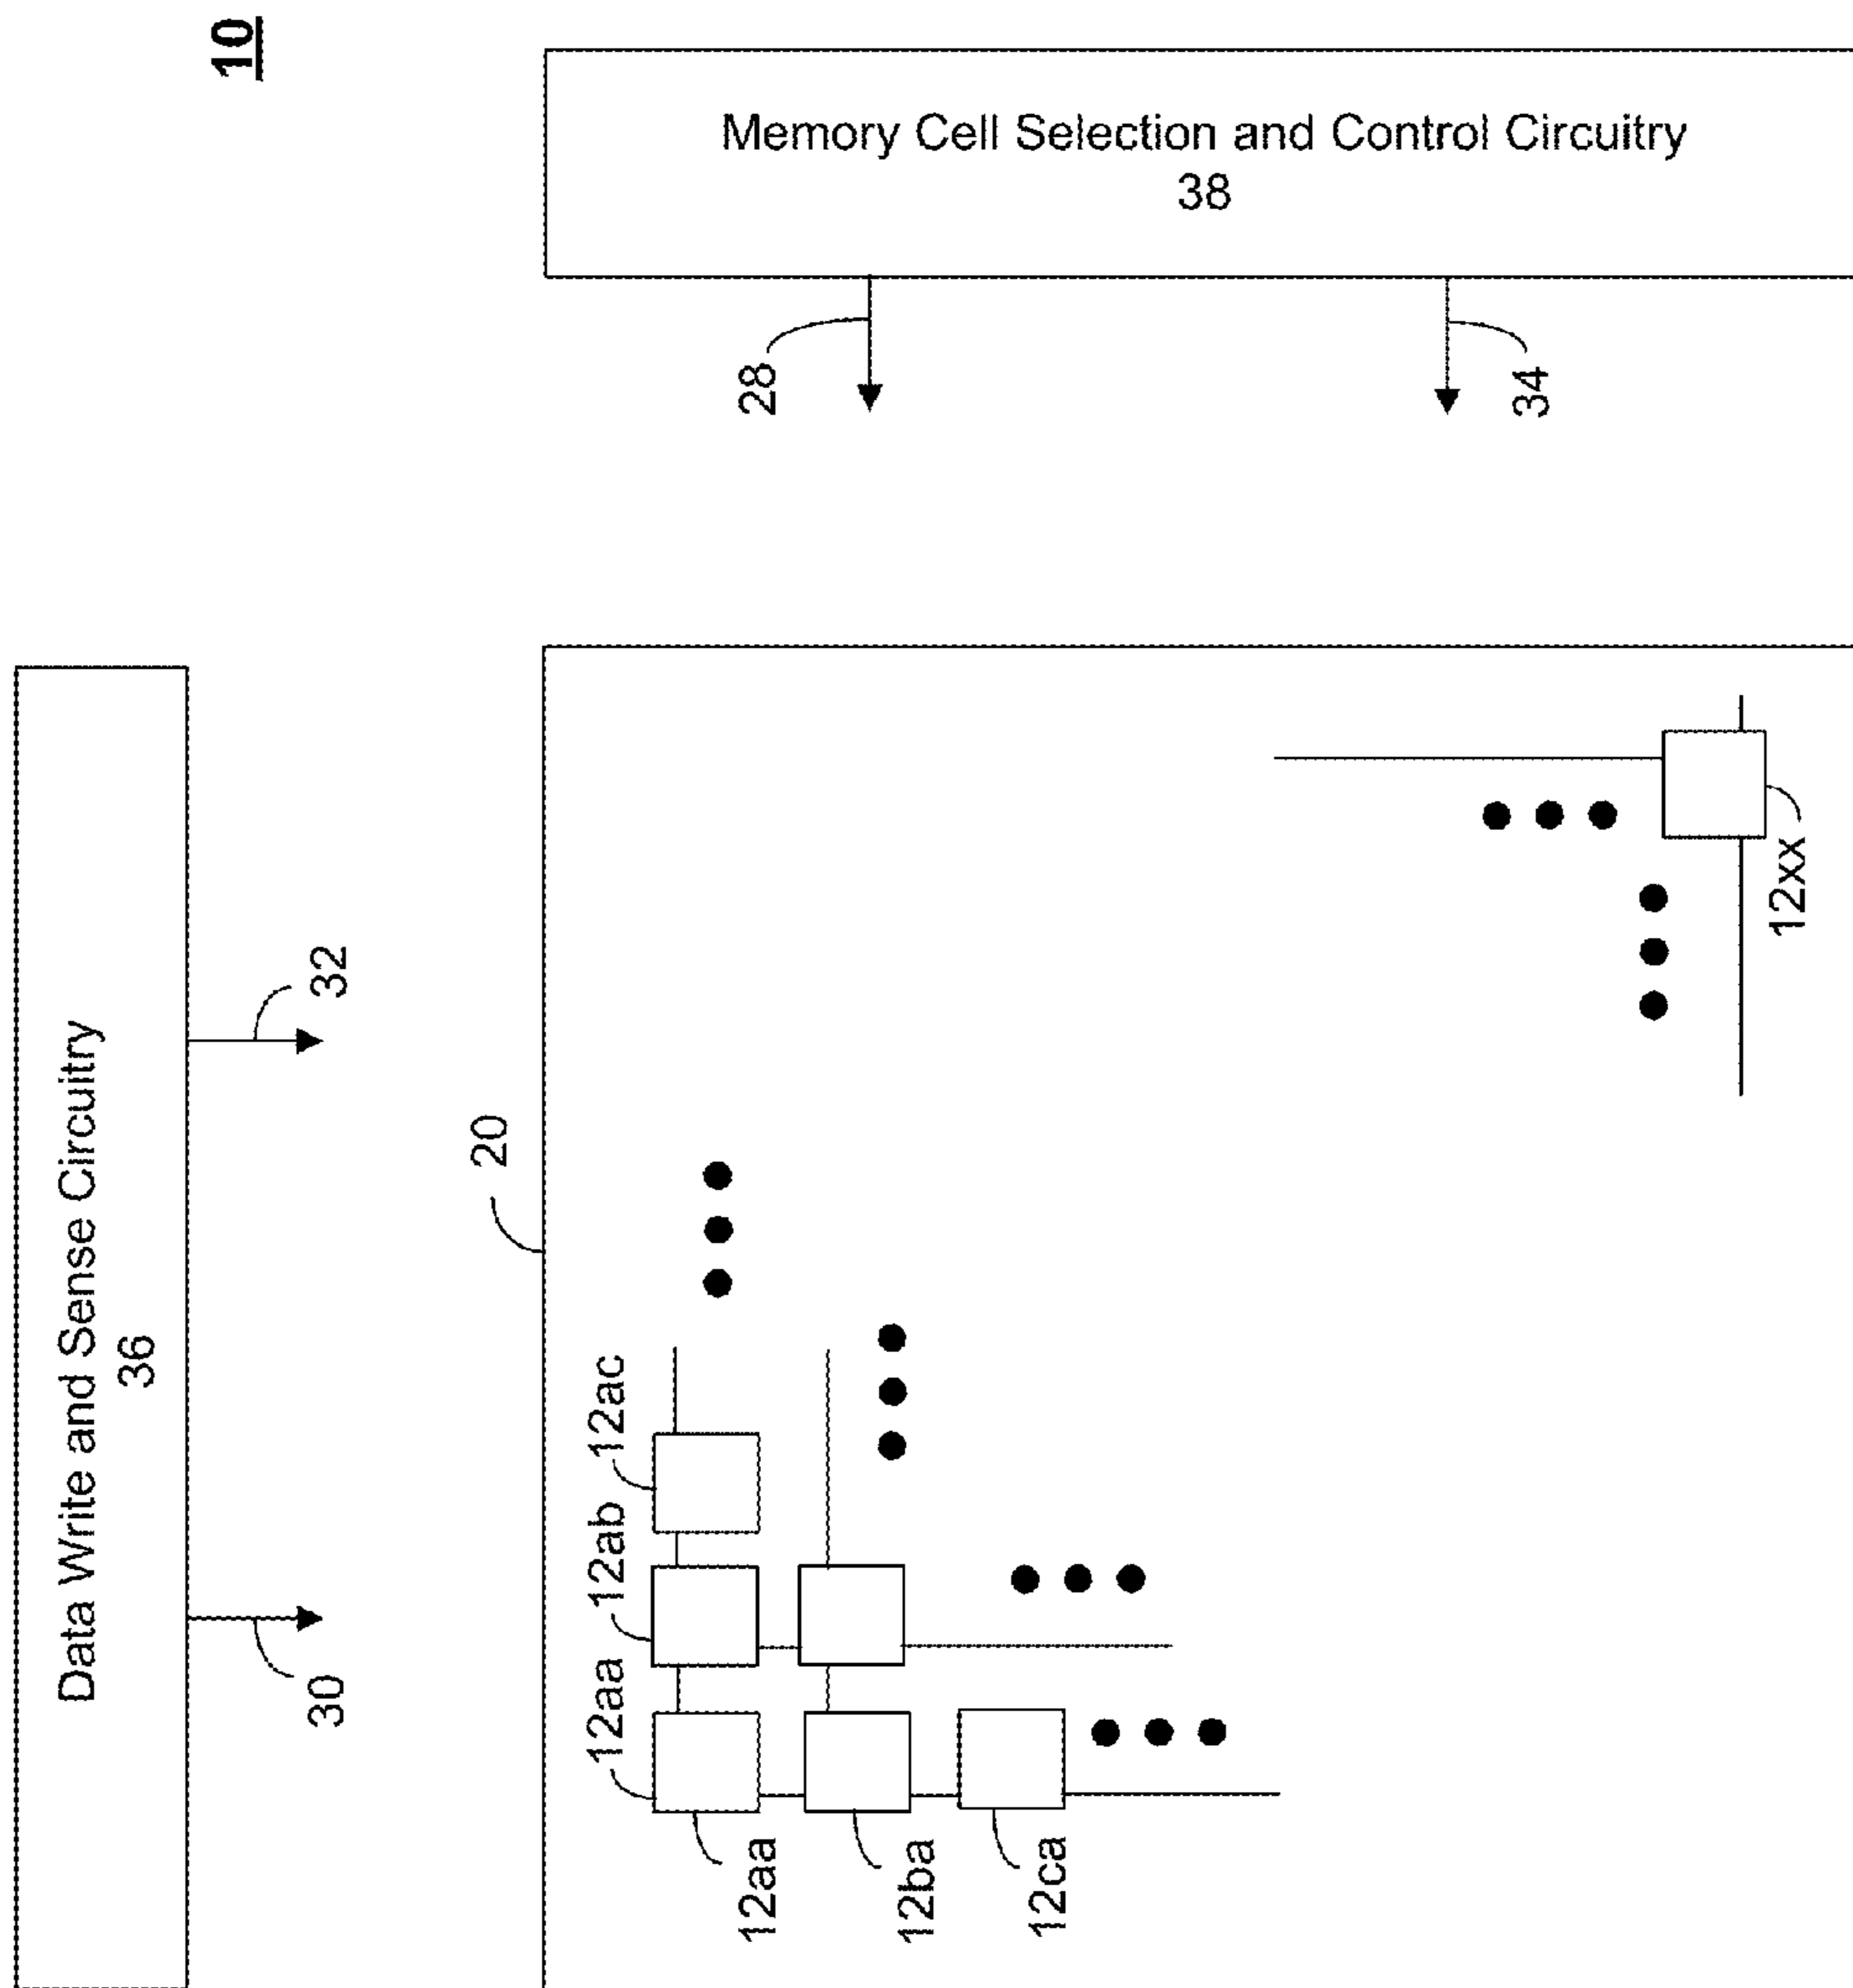 10
Memory Cell Selection and Control Circuitry
38
28
34
Data Write and Sense Circuitry
36
30
32
20
12aa
12ab
12ac
12aa
12ba
12ca
12xx